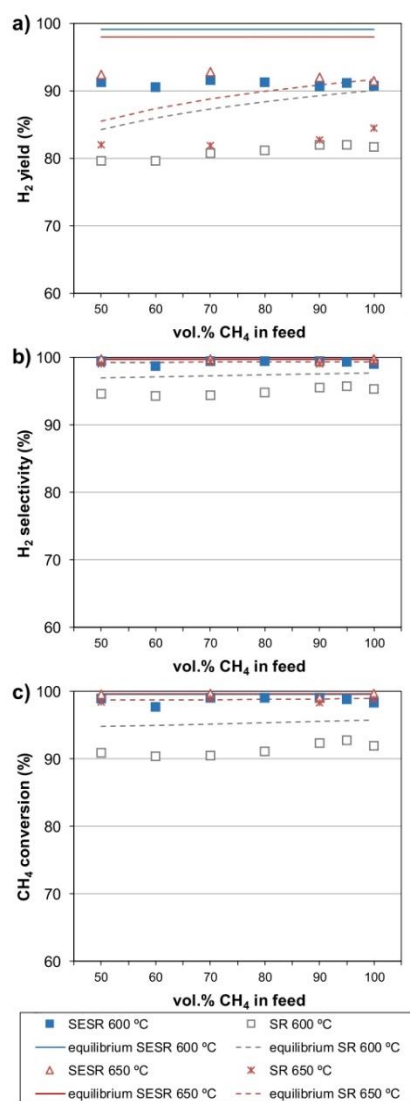 a)
100
90
80
70
60
H₂ yield (%)
50 60 70 80 90 100
vol.% CH₄ in feed
b)
100
90
80
70
60
H₂ selectivity (%)
50 60 70 80 90 100
vol.% CH₄ in feed
c)
100
90
80
70
60
CH₄ conversion (%)
50 60 70 80 90 100
vol.% CH₄ in feed
SESR 600 ºC SR 600 ºC
equilibrium SESR 600 ºC equilibrium SR 600 ºC
SESR 650 ºC SR 650 ºC
equilibrium SESR 650 ºC equilibrium SR 650 ºC